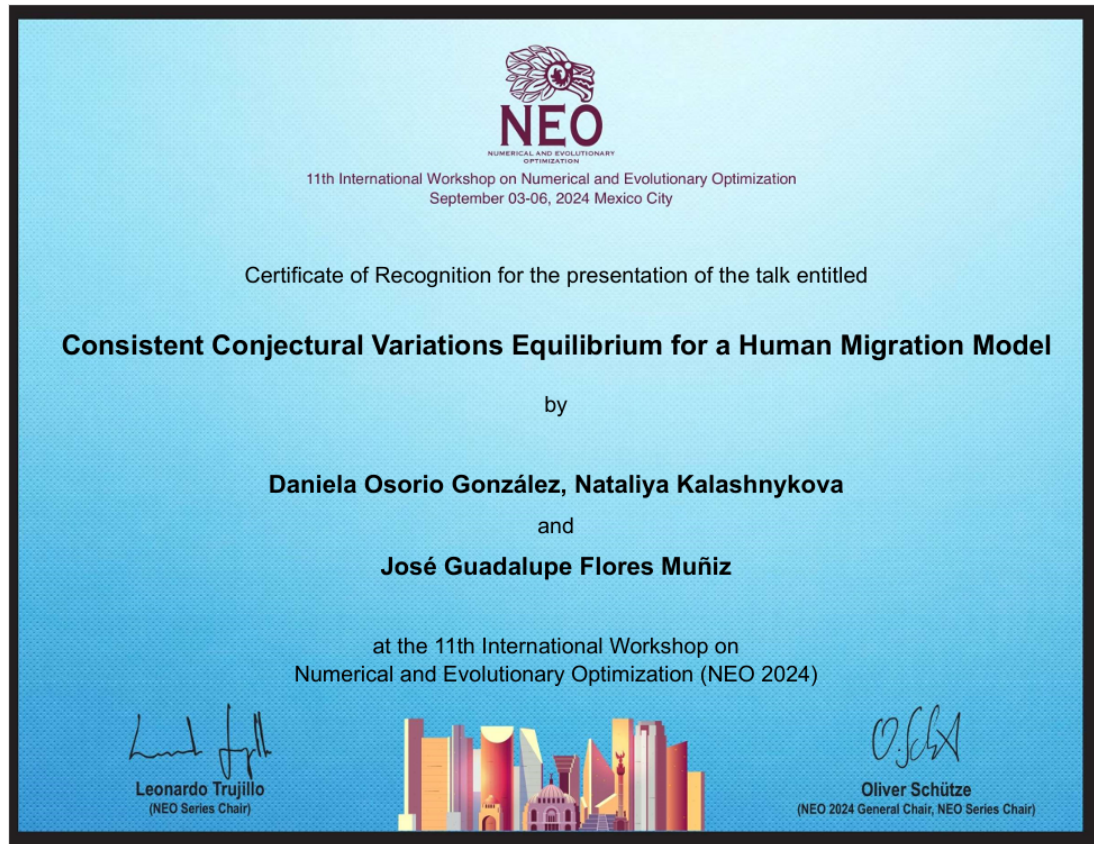 NEO
NUMERICAL AND EVOLUTIONARY
OPTIMIZATION
11th International Workshop on Numerical and Evolutionary Optimization
September 03-06, 2024 Mexico City
Certificate of Recognition for the presentation of the talk entitled
Consistent Conjectural Variations Equilibrium for a Human Migration Model
by
Daniela Osorio González, Nataliya Kalashnykova
and
José Guadalupe Flores Muñiz
at the 11th International Workshop on
Numerical and Evolutionary Optimization (NEO 2024)
Leonardo Trujillo
(NEO Series Chair)
O. Schüt
Oliver Schütze
(NEO 2024 General Chair, NEO Series Chair)